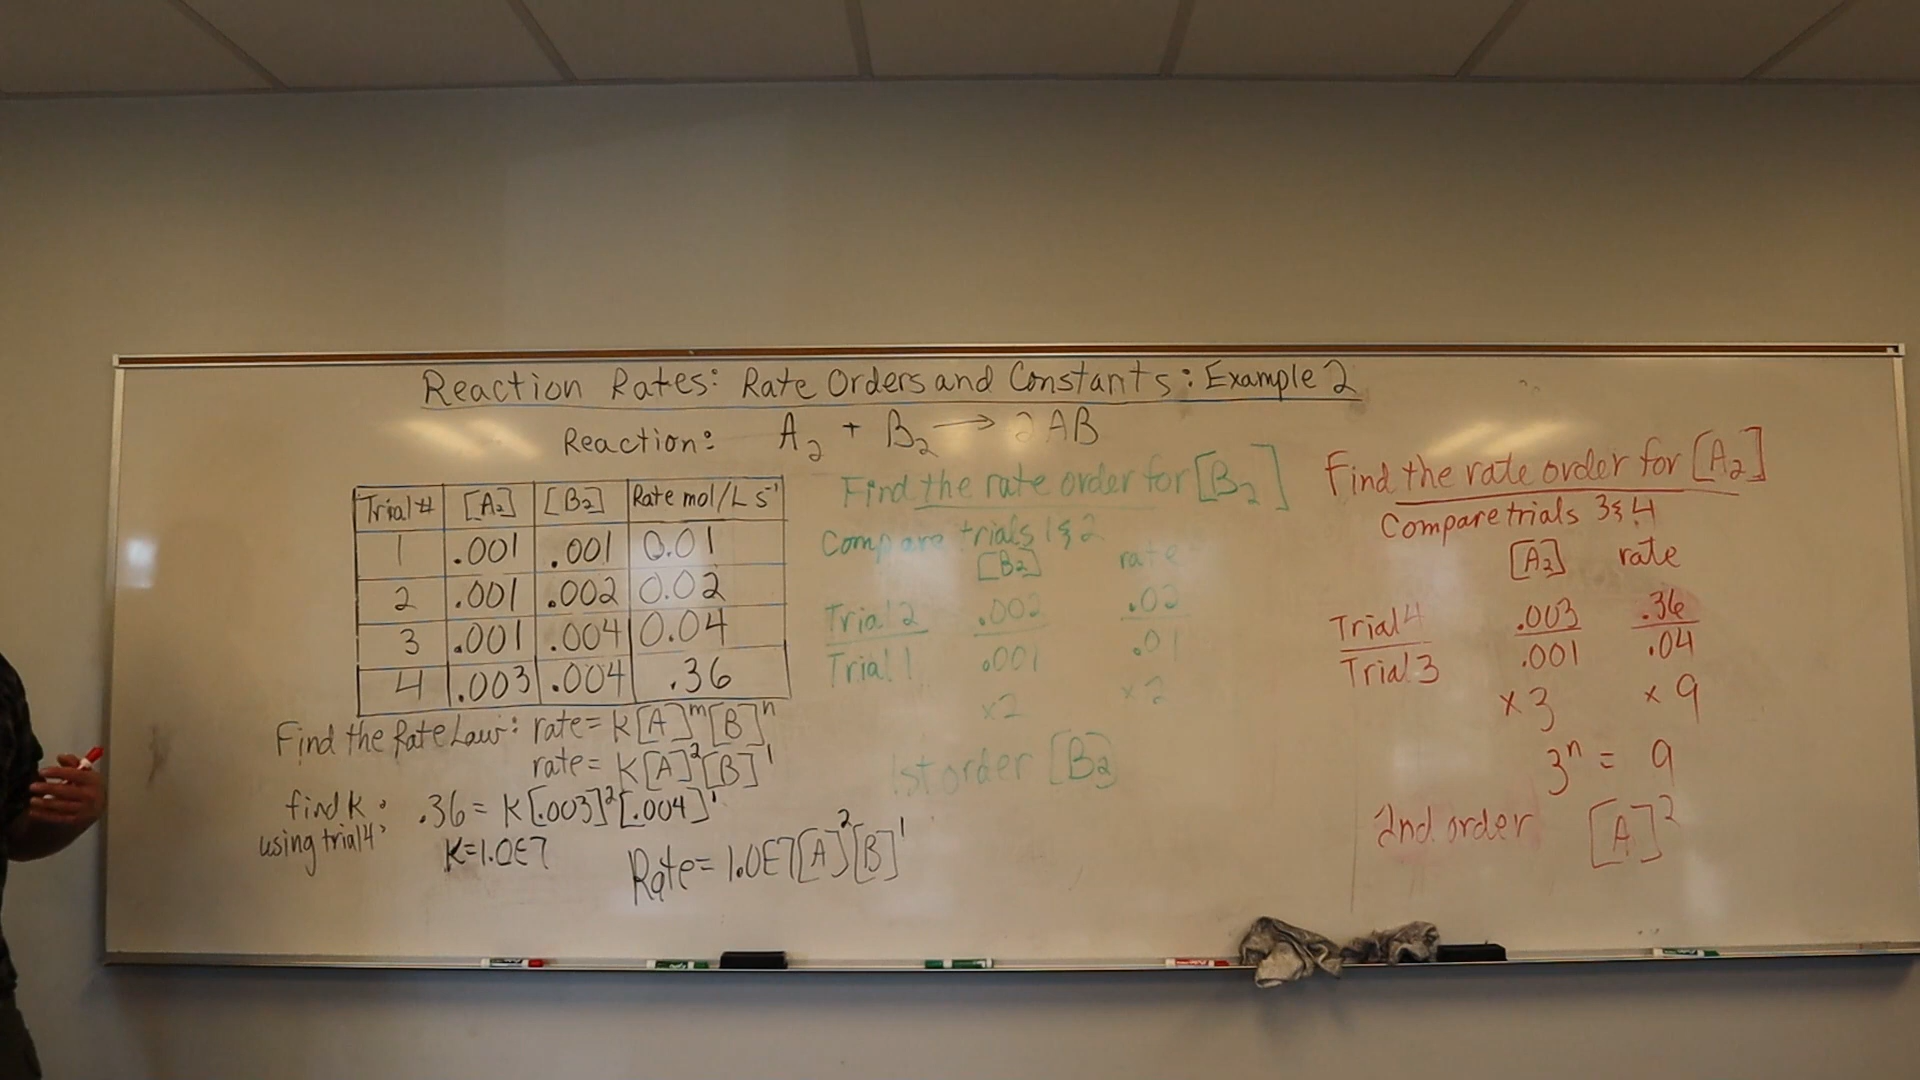 Reaction Rates: Rate Orders and Constants: Example 2
Reaction: A₂ + B₂ → 2AB
Trial # [A₂] [B₂] Rate mol/L s⁻¹
1 .001 .001 0.01
2 .001 .002 0.02
3 .001 .004 0.04
4 .003 .004 .36
Find the Rate Law: rate = k[A]ᵐ[B]ⁿ
rate = k[A]²[B]¹
find k: .36 = k[.003]²[.004]¹
using trial 4
K=1.0E7
Rate = 1.0E7[A]²[B]¹
Find the rate order for [B₂]
Compare trials 1 & 2
[B₂] rate
Trial 2 .002 .02
Trial 1 .001 .01
x2 x2
1st order [B₂]
Find the rate order for [A₂]
Compare trials 3 & 4
[A₂] rate
Trial 4 .003 .36
Trial 3 .001 .04
x3 x9
3ⁿ = 9
2nd order [A]²